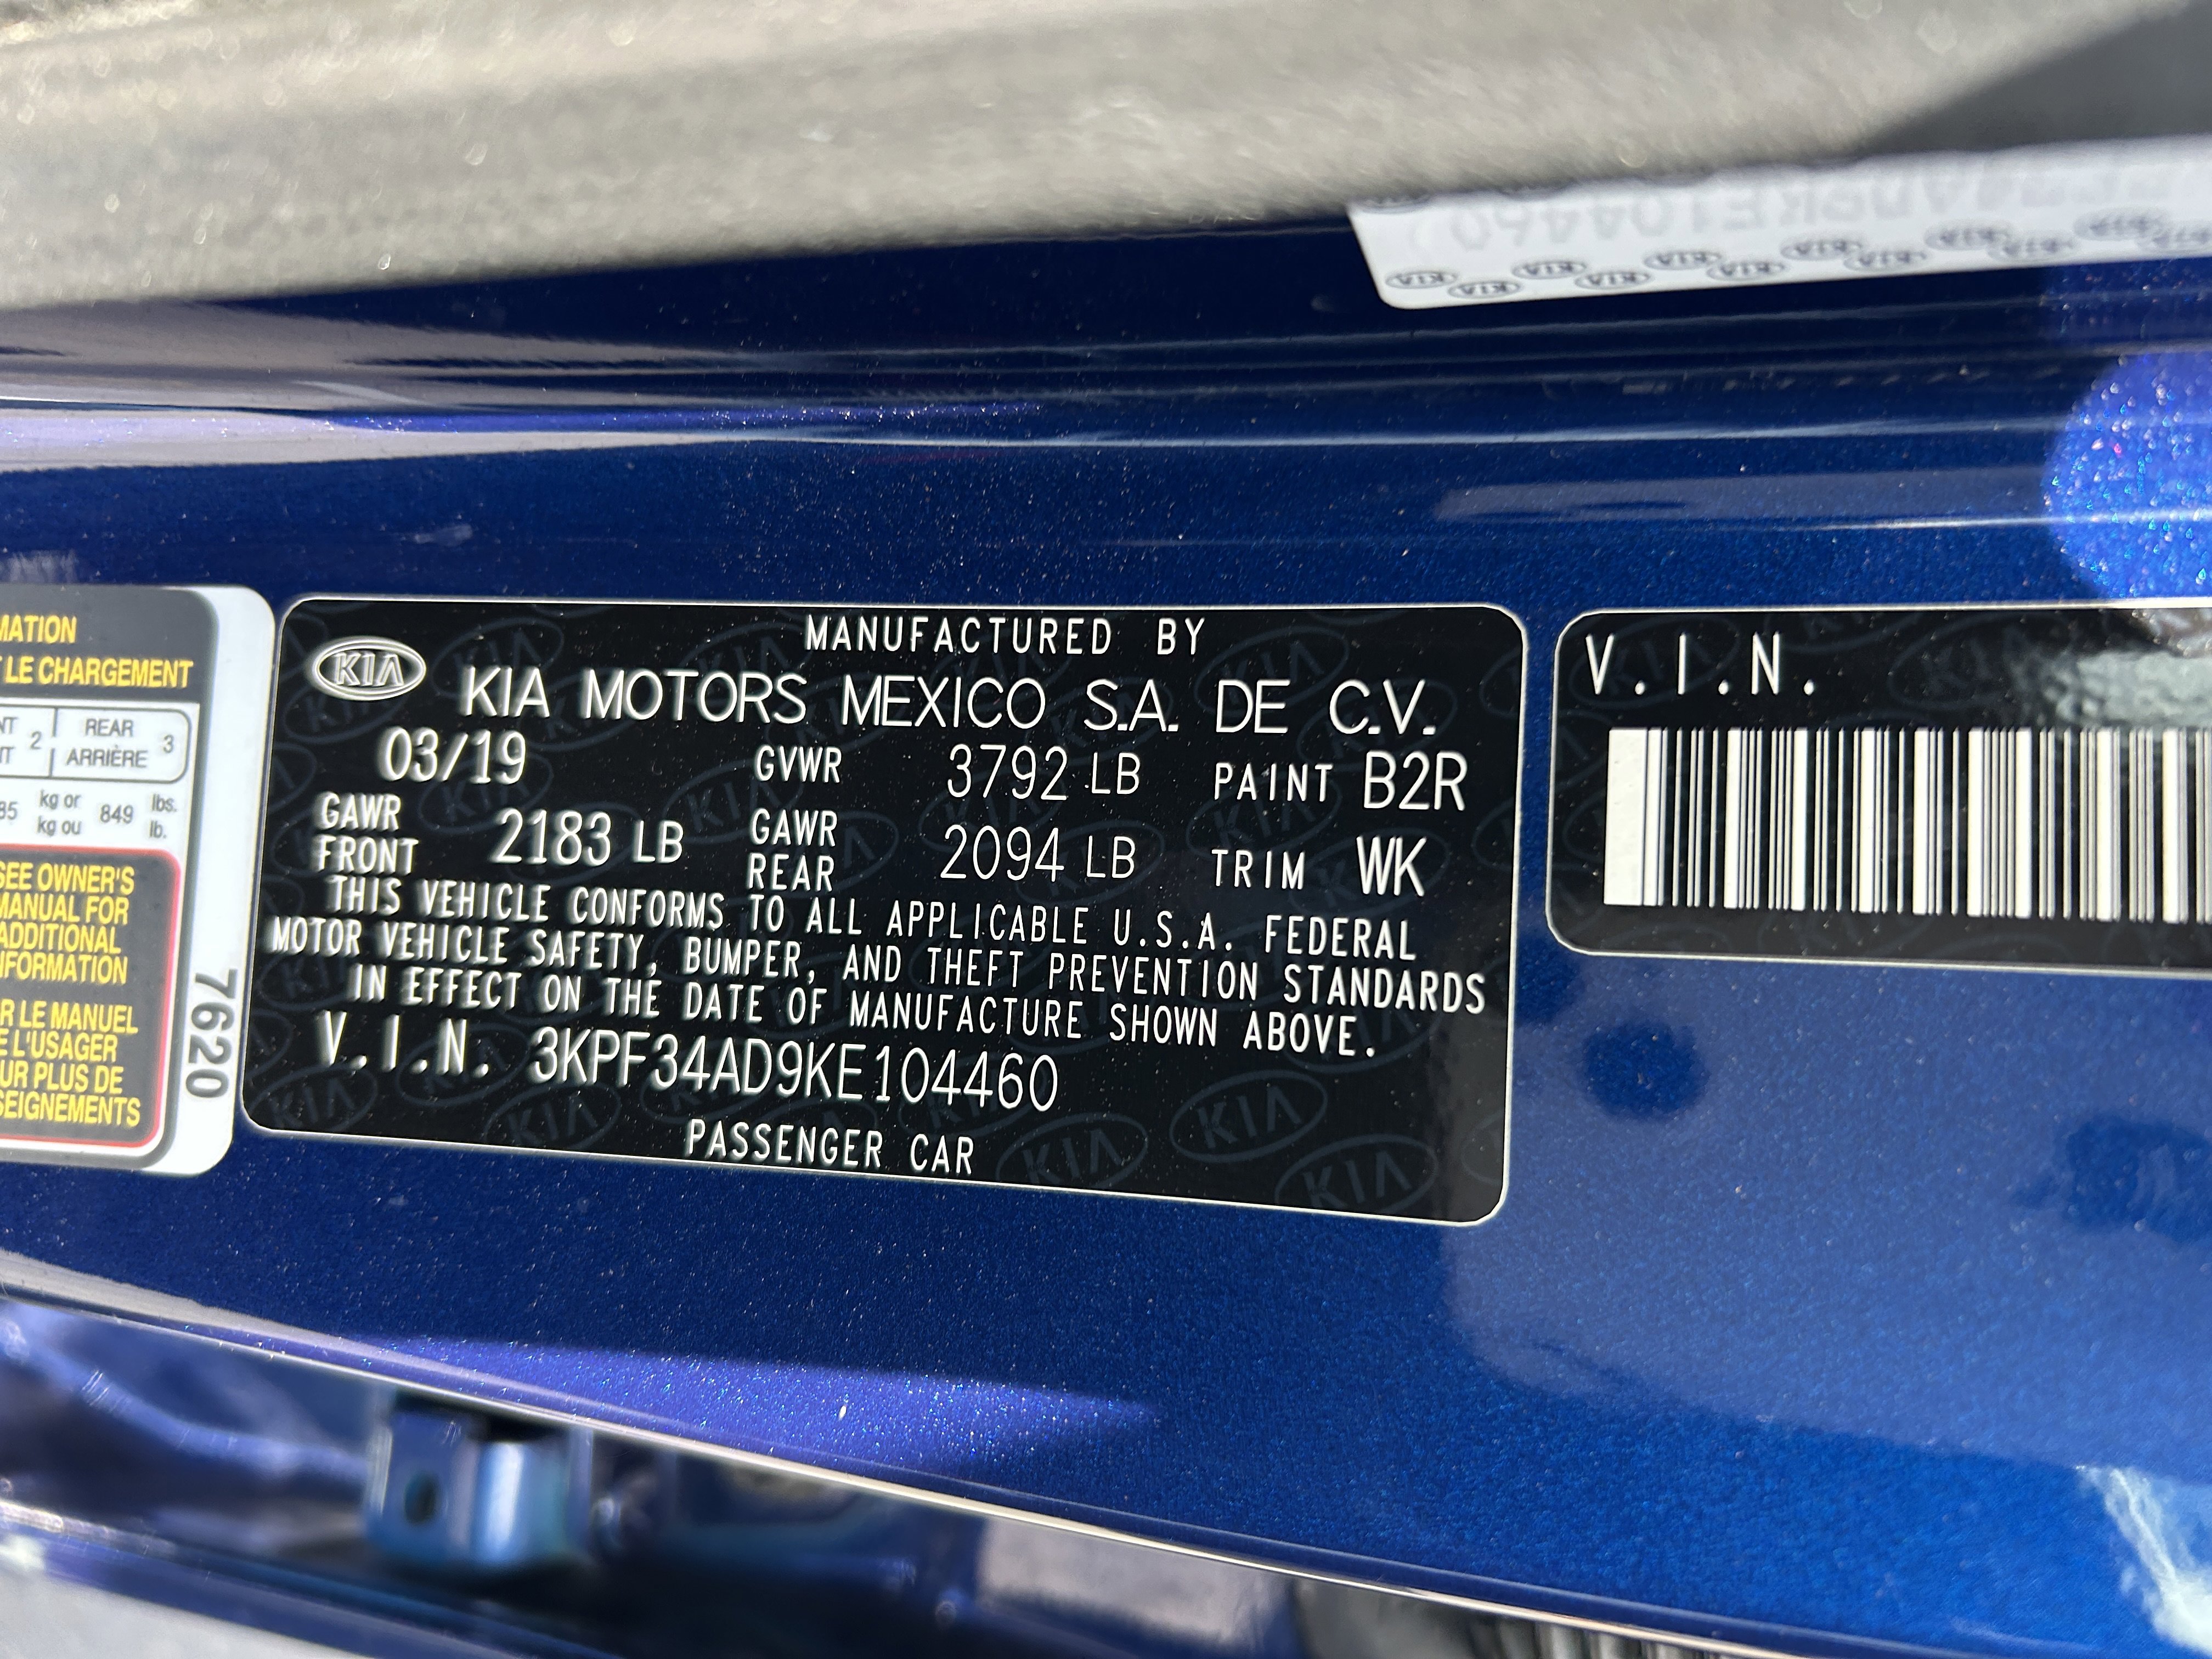 KIA
MANUFACTURED BY
KIA MOTORS MEXICO S.A. DE C.V.
03/19 GVWR 3792 LB PAINT B2R
GAWR FRONT 2183 LB GAWR REAR 2094 LB TRIM WK
THIS VEHICLE CONFORMS TO ALL APPLICABLE U.S.A. FEDERAL
MOTOR VEHICLE SAFETY, BUMPER, AND THEFT PREVENTION STANDARDS
IN EFFECT ON THE DATE OF MANUFACTURE SHOWN ABOVE.
V.I.N. 3KPF34AD9KE104460
PASSENGER CAR
V.I.N.
MATION
LE CHARGEMENT
2 REAR 3
ARRIÈRE
85 kg or 849 lbs.
kg ou lb.
SEE OWNER'S
MANUAL FOR
ADDITIONAL
NFORMATION
R LE MANUEL
E L'USAGER
UR PLUS DE
SEIGNEMENTS
7620